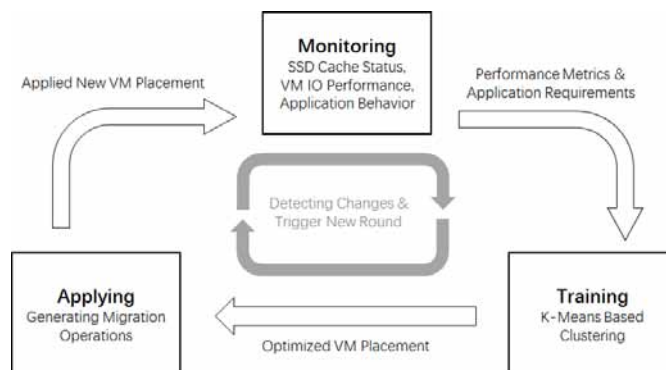 Monitoring
SSD Cache Status,
VM IO Performance,
Application Behavior
Applied New VM Placement
Performance Metrics &
Application Requirements
Detecting Changes &
Trigger New Round
Applying
Generating Migration
Operations
Training
K-Means Based
Clustering
Optimized VM Placement